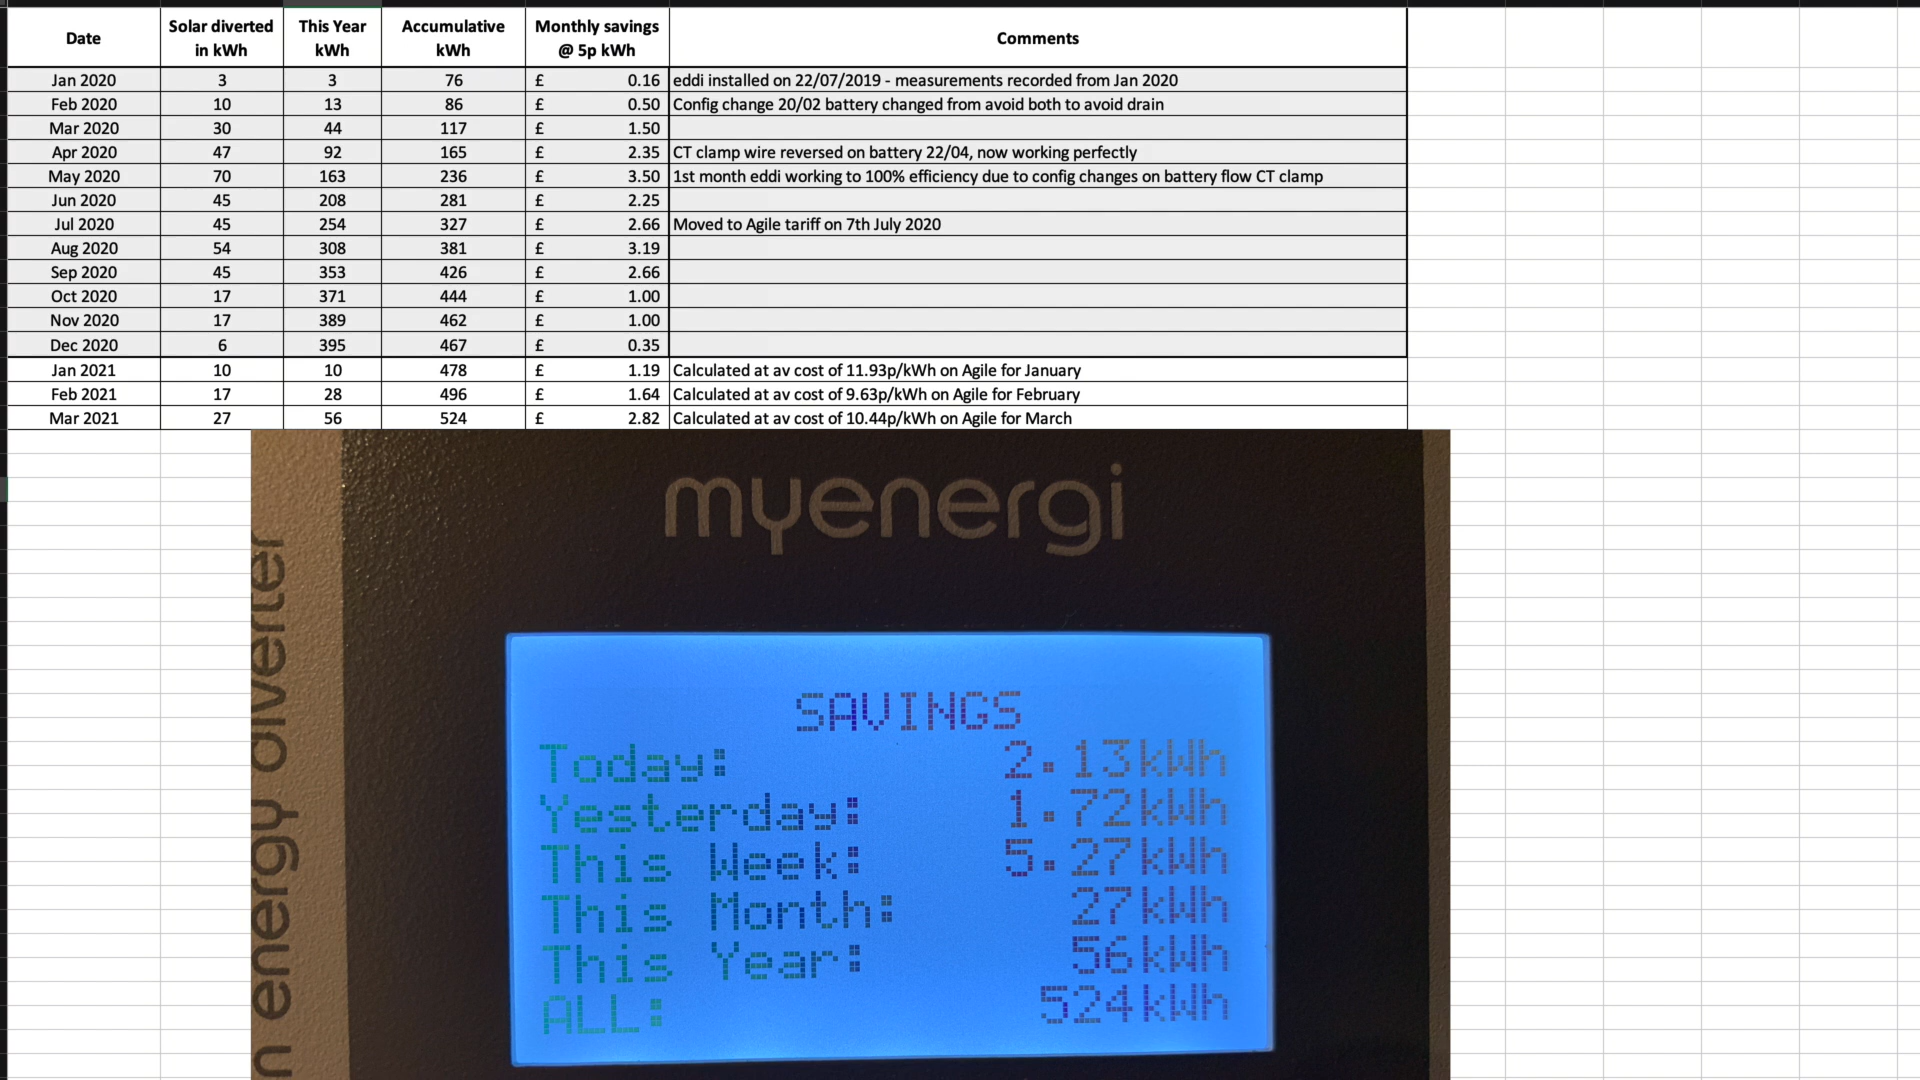 Date Solar diverted in kWh This Year kWh Accumulative kWh Monthly savings @ 5p kWh Comments
Jan 2020 3 3 76 £ 0.16 eddi installed on 22/07/2019 - measurements recorded from Jan 2020
Feb 2020 10 13 86 £ 0.50 Config change 20/02 battery changed from avoid both to avoid drain
Mar 2020 30 44 117 £ 1.50
Apr 2020 47 92 165 £ 2.35 CT clamp wire reversed on battery 22/04, now working perfectly
May 2020 70 163 236 £ 3.50 1st month eddi working to 100% efficiency due to config changes on battery flow CT clamp
Jun 2020 45 208 281 £ 2.25
Jul 2020 45 254 327 £ 2.66 Moved to Agile tariff on 7th July 2020
Aug 2020 54 308 381 £ 3.19
Sep 2020 45 353 426 £ 2.66
Oct 2020 17 371 444 £ 1.00
Nov 2020 17 389 462 £ 1.00
Dec 2020 6 395 467 £ 0.35
Jan 2021 10 10 478 £ 1.19 Calculated at av cost of 11.93p/kWh on Agile for January
Feb 2021 17 28 496 £ 1.64 Calculated at av cost of 9.63p/kWh on Agile for February
Mar 2021 27 56 524 £ 2.82 Calculated at av cost of 10.44p/kWh on Agile for March
myenergi
n energy diverter
SAVINGS
Today: 2.13kWh
Yesterday: 1.72kWh
This Week: 5.27kWh
This Month: 27kWh
This Year: 56kWh
ALL: 524kWh